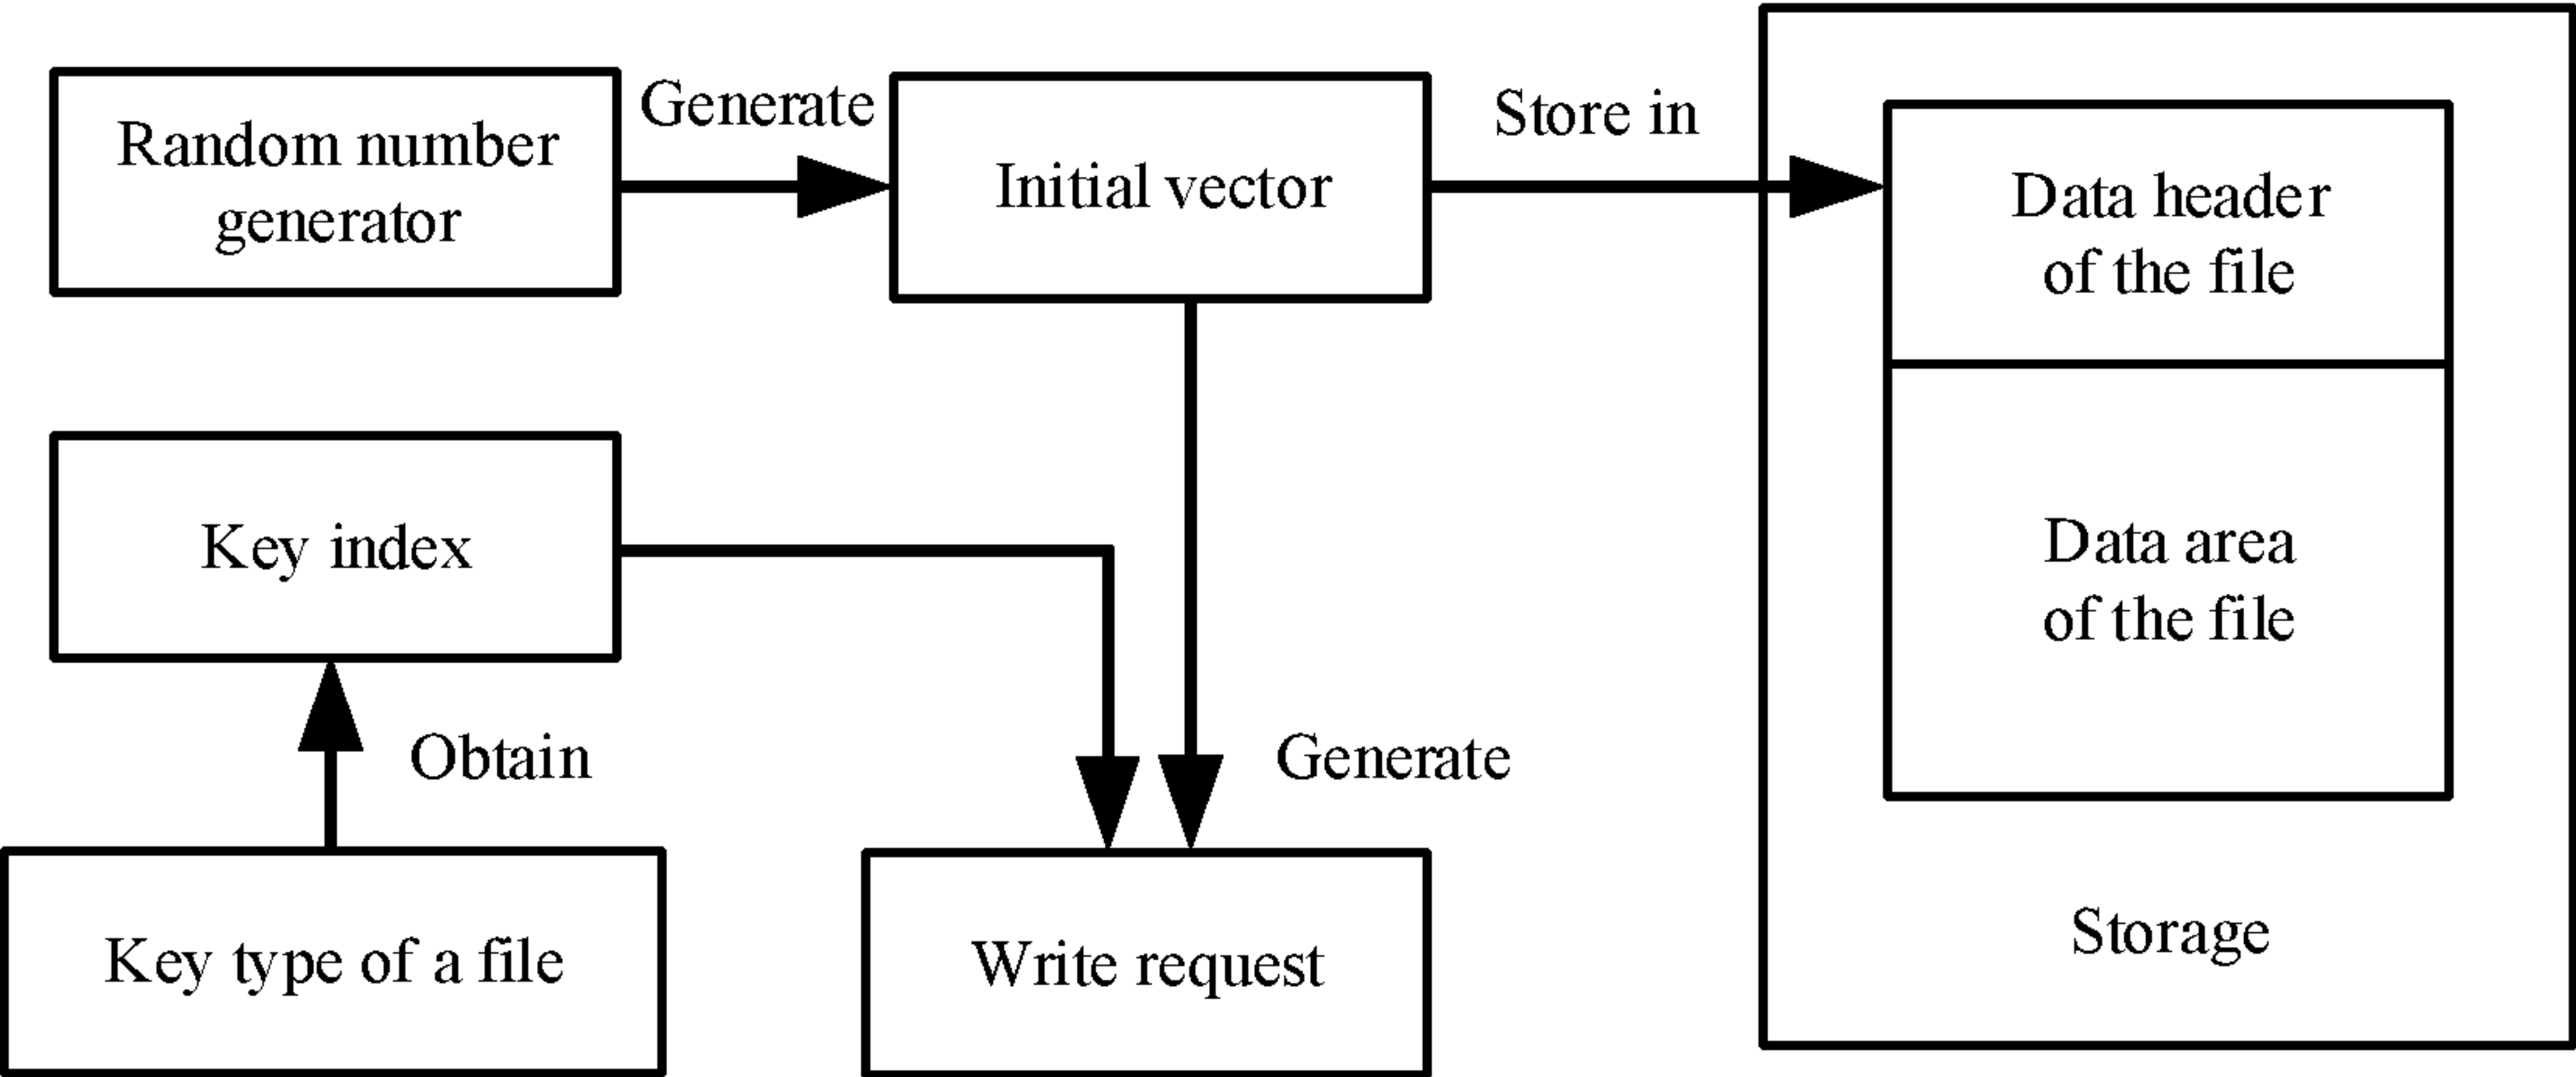 Random number
generator
Generate
Initial vector
Store in
Data header
of the file
Key index
Data area
of the file
Obtain
Generate
Key type of a file
Write request
Storage